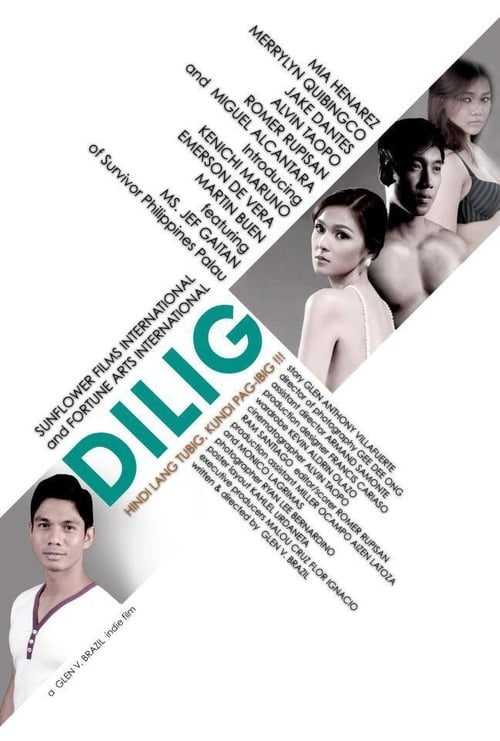 MIA HENAREZ
MERRYLYN QUIBINGCO
JAKE DANTES
ALVIN TAOPO
ROMER RUPISAN
introducing
and MIGUEL ALCANTARA
KENICHI MARUNO
EMERSON DE VERA
MARTIN BUEN
featuring
MS. JEF GAITAN
of Survivor Philippines Palau
SUNFLOWER FILMS INTERNATIONAL
and FORTUNE ARTS INTERNATIONAL
DILIG
HINDI LANG TUBIG, KUNDI PAG-IBIG !!!
story GLEN ANTHONY VILLAFUERTE
director of photography GEE DEE ONG
assistant director ARMAND SAMONTE
production designer FRANCIS CARIASO
wardrobe KEVIN ALDRIN OLAZO
cinematographer ALVIN TAOPO
RAM SANTIAGO editor/scorer ROMER RUPISAN
production assistant MILLER OCAMPO AIZEN LATOZA
photographer RYAN LEE BERNARDINO
and MONICO LAGRIMAS
poster layout KAHLEL URDANETA
executive producers MALOU CRUZ FLOR IGNACIO
written & directed by
GLEN V. BRAZIL
a GLEN V. BRAZIL indie film